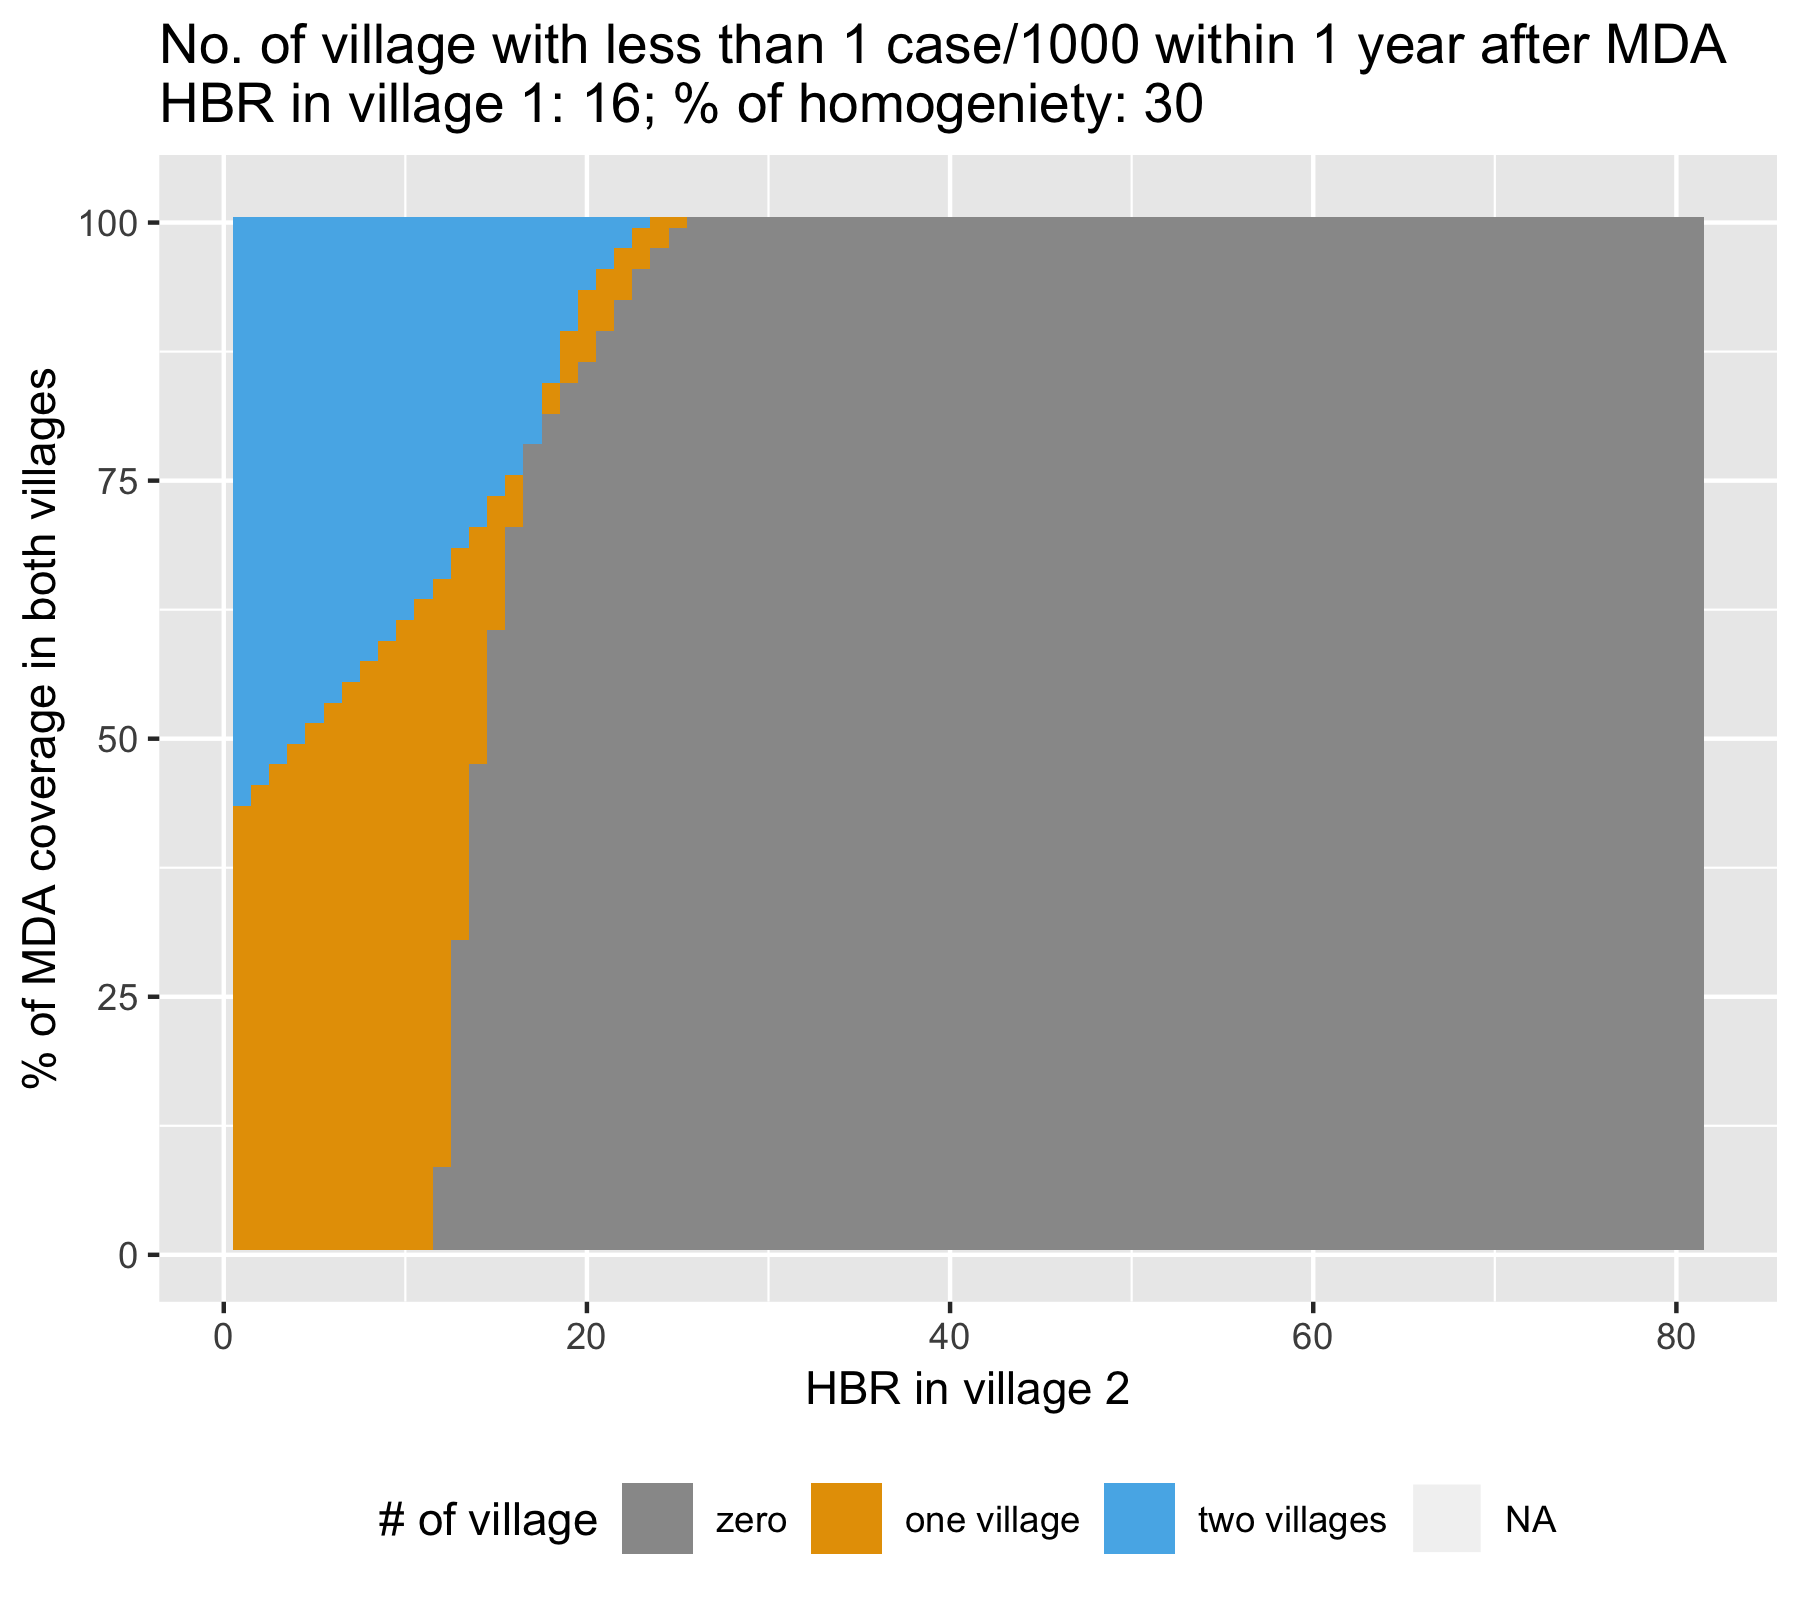 No. of village with less than 1 case/1000 within 1 year after MDA
HBR in village 1: 16; % of homogeniety: 30
% of MDA coverage in both villages
100
75
50
25
0
0 20 40 60 80
HBR in village 2
# of village zero one village two villages NA